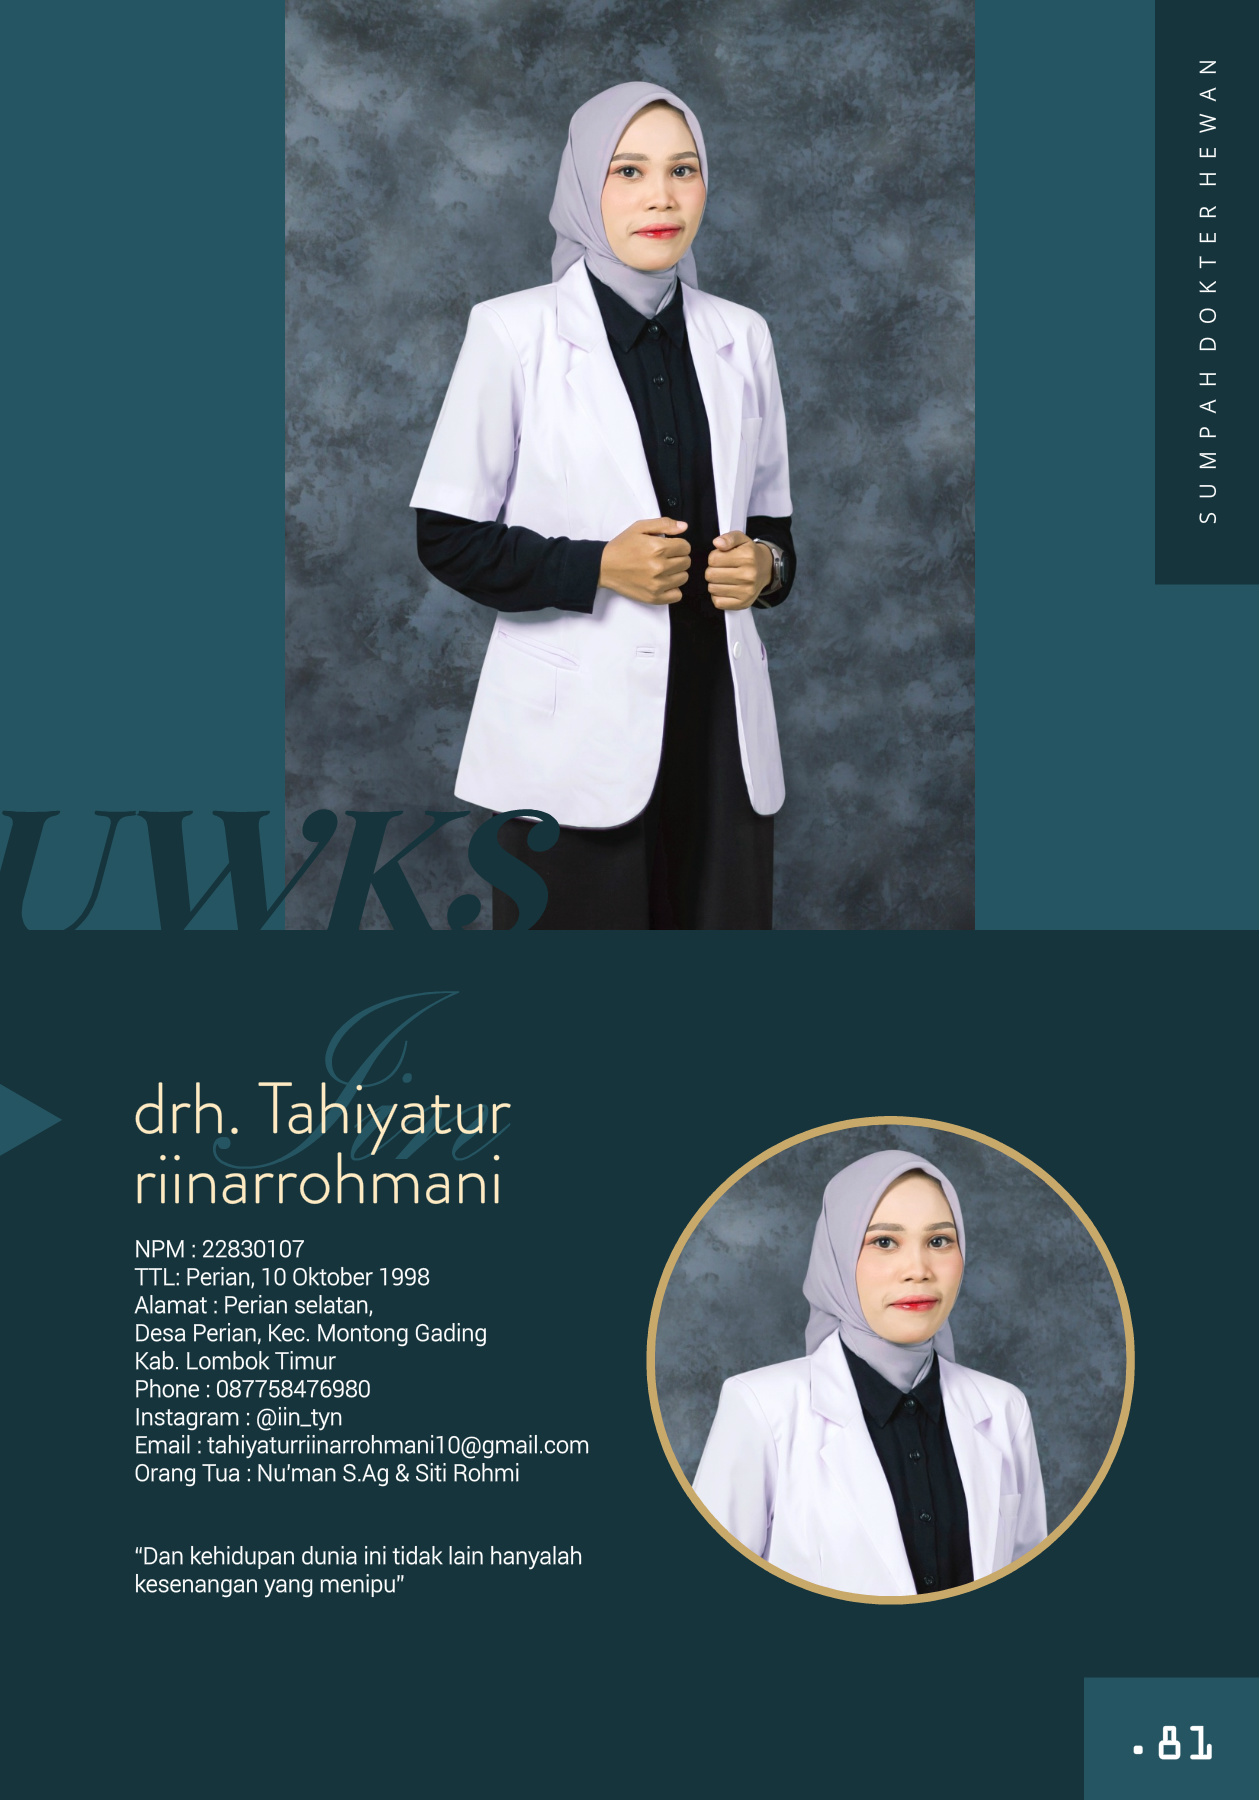 SUMPAH DOKTER HEWAN
UWKS
Iin
drh. Tahiyatur
riinarrohmani
NPM : 22830107
TTL: Perian, 10 Oktober 1998
Alamat : Perian selatan,
Desa Perian, Kec. Montong Gading
Kab. Lombok Timur
Phone : 087758476980
Instagram : @iin_tyn
Email : tahiyaturriinarrohmani10@gmail.com
Orang Tua : Nu’man S.Ag & Siti Rohmi
“Dan kehidupan dunia ini tidak lain hanyalah
kesenangan yang menipu”
.81